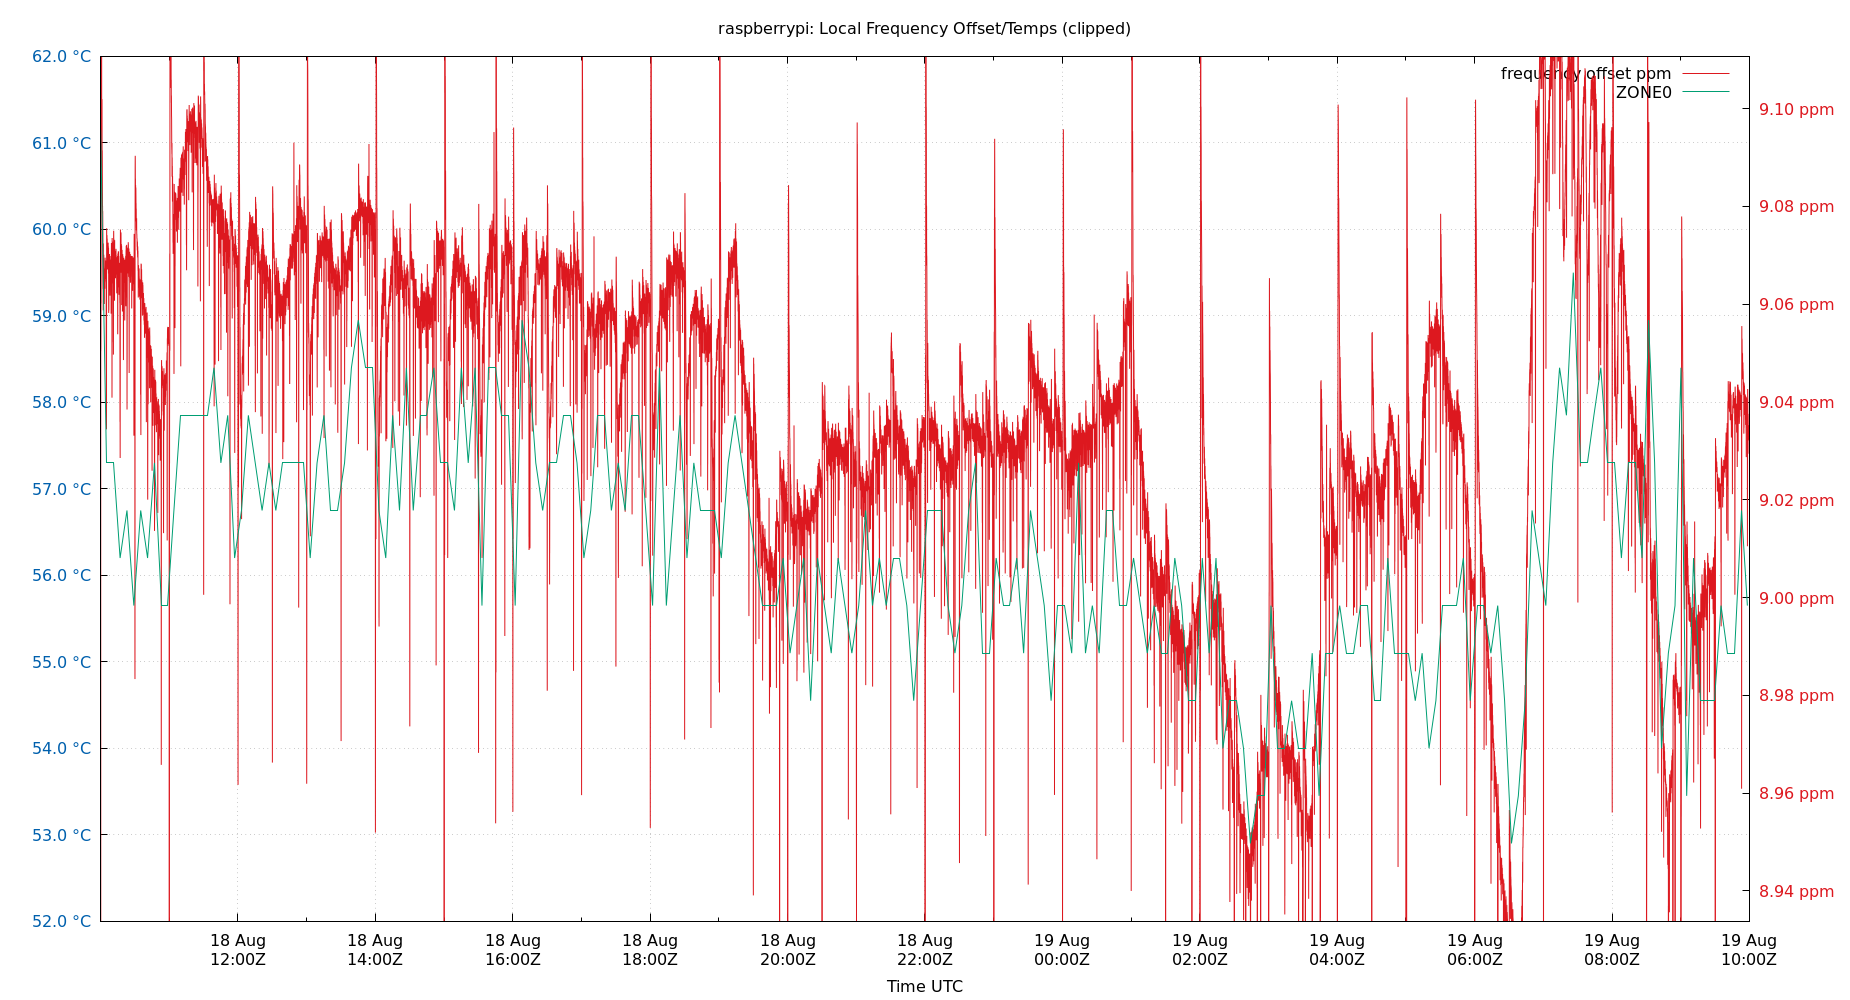 raspberrypi: Local Frequency Offset/Temps (clipped)
62.0 °C
61.0 °C
60.0 °C
59.0 °C
58.0 °C
57.0 °C
56.0 °C
55.0 °C
54.0 °C
53.0 °C
52.0 °C
frequency offset ppm
ZONE0
9.10 ppm
9.08 ppm
9.06 ppm
9.04 ppm
9.02 ppm
9.00 ppm
8.98 ppm
8.96 ppm
8.94 ppm
18 Aug 18 Aug 18 Aug 18 Aug 18 Aug 18 Aug 19 Aug 19 Aug 19 Aug 19 Aug 19 Aug 19 Aug
12:00Z 14:00Z 16:00Z 18:00Z 20:00Z 22:00Z 00:00Z 02:00Z 04:00Z 06:00Z 08:00Z 10:00Z
Time UTC